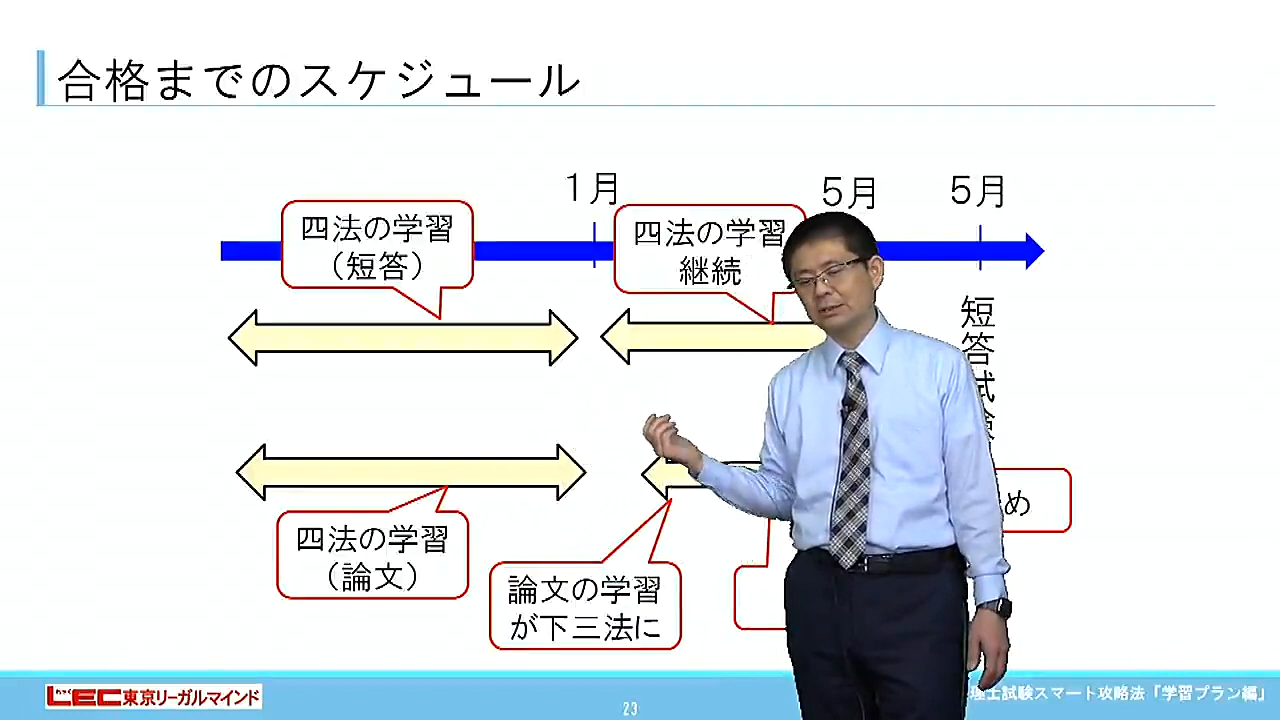 合格までのスケジュール
1月
5月
5月
四法の学習
（短答）
四法の学習
継続
短答試験
四法の学習
（論文）
論文の学習
が下三法に
め
LEC東京リーガルマインド
23
理士試験スマート攻略法「学習プラン編」